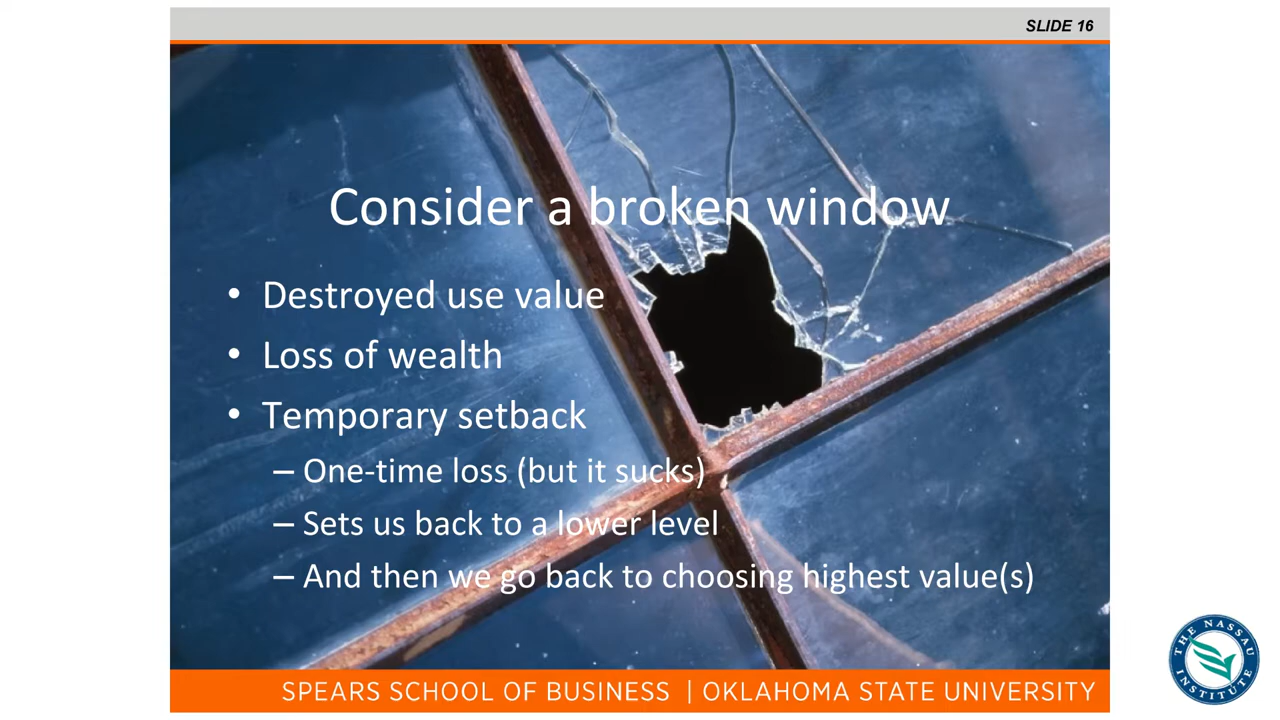 SLIDE 16
Consider a broken window
• Destroyed use value
• Loss of wealth
• Temporary setback
– One-time loss (but it sucks)
– Sets us back to a lower level
– And then we go back to choosing highest value(s)
SPEARS SCHOOL OF BUSINESS | OKLAHOMA STATE UNIVERSITY
THE NASSAU
INSTITUTE